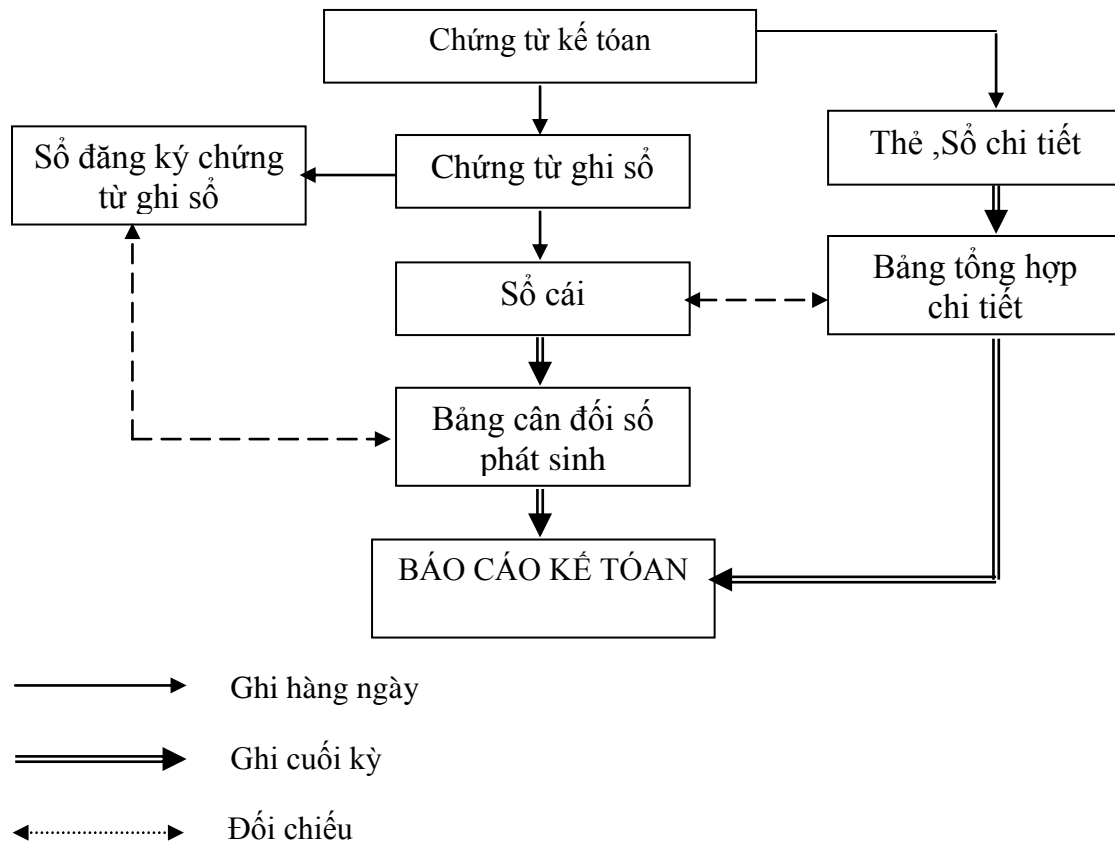 Chứng từ kế tóan
Thẻ ,Sổ chi tiết
Sổ đăng ký chứng
từ ghi sổ
Chứng từ ghi sổ
Sổ cái
Bảng tổng hợp
chi tiết
Bảng cân đối số
phát sinh
BÁO CÁO KẾ TÓAN
Ghi hàng ngày
Ghi cuối kỳ
Đối chiếu